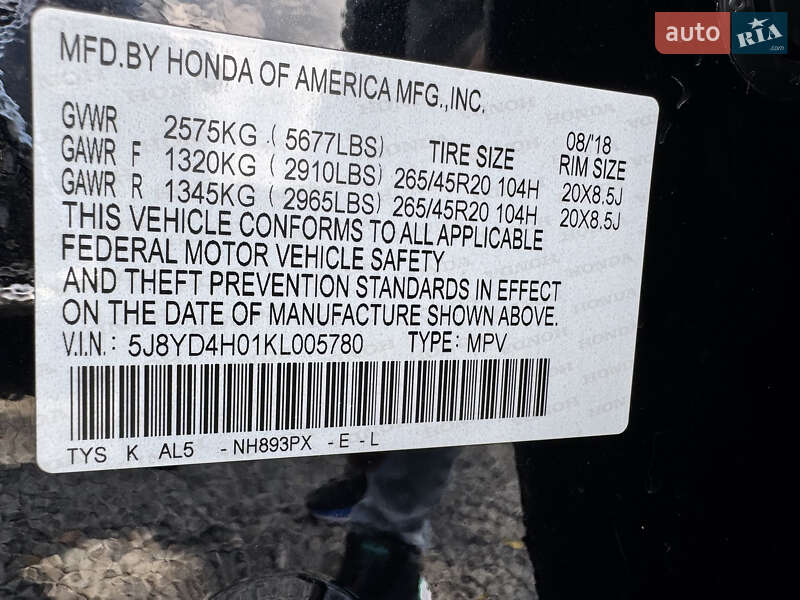 auto RIA
.com
MFD.BY HONDA OF AMERICA MFG.,INC.
08/'18
GVWR 2575KG ( 5677LBS) TIRE SIZE RIM SIZE
GAWR F 1320KG ( 2910LBS) 265/45R20 104H 20X8.5J
GAWR R 1345KG ( 2965LBS) 265/45R20 104H 20X8.5J
THIS VEHICLE CONFORMS TO ALL APPLICABLE
FEDERAL MOTOR VEHICLE SAFETY
AND THEFT PREVENTION STANDARDS IN EFFECT
ON THE DATE OF MANUFACTURE SHOWN ABOVE.
V.I.N.: 5J8YD4H01KL005780 TYPE: MPV
TYS K AL5 - NH893PX - E - L